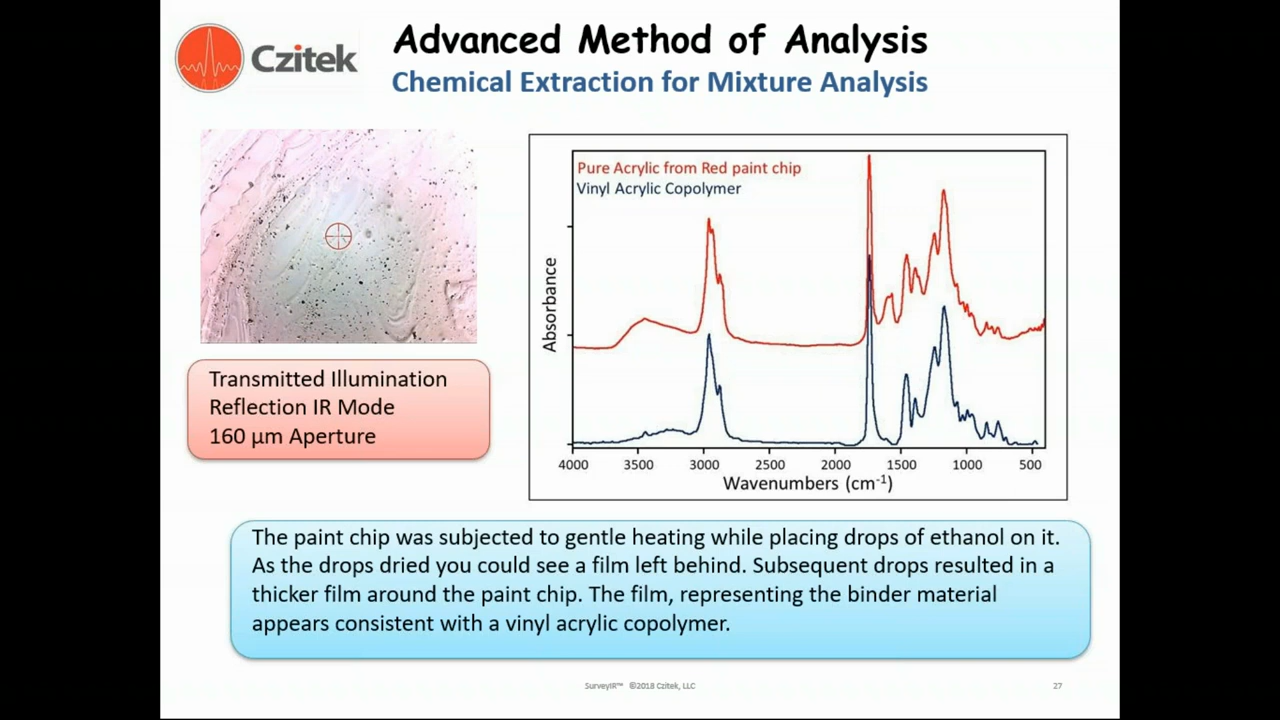 Czitek
Advanced Method of Analysis
Chemical Extraction for Mixture Analysis
Pure Acrylic from Red paint chip
Vinyl Acrylic Copolymer
Absorbance
4000 3500 3000 2500 2000 1500 1000 500
Wavenumbers (cm-1)
Transmitted Illumination
Reflection IR Mode
160 µm Aperture
The paint chip was subjected to gentle heating while placing drops of ethanol on it.
As the drops dried you could see a film left behind. Subsequent drops resulted in a
thicker film around the paint chip. The film, representing the binder material
appears consistent with a vinyl acrylic copolymer.
SurveyIR™ ©2018 Czitek, LLC
27